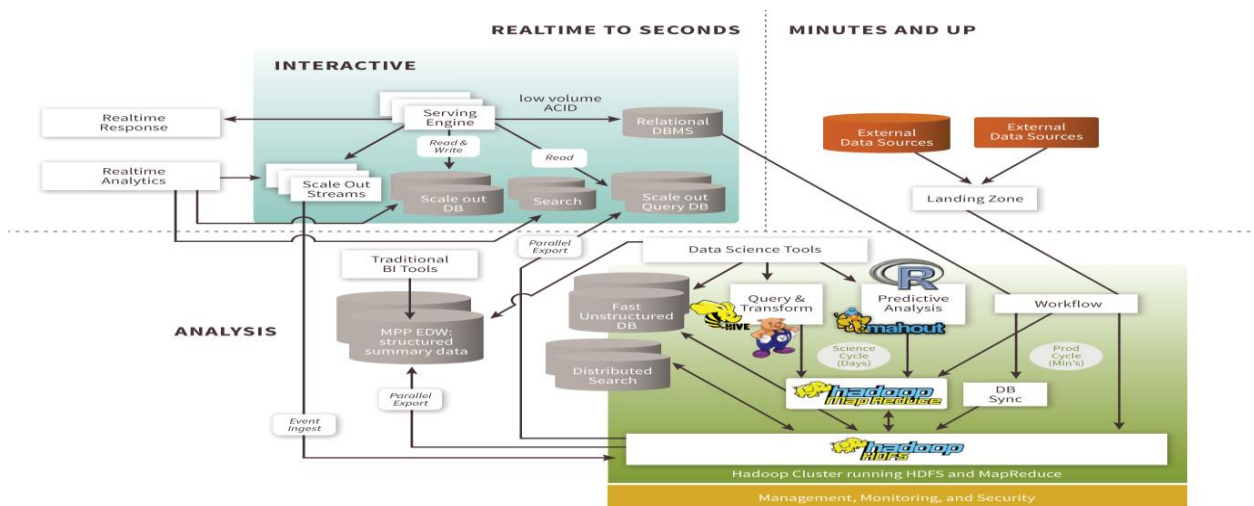 REALTIME TO SECONDS
MINUTES AND UP
INTERACTIVE
Realtime
Response
Serving
Engine
low volume
ACID
Relational
DBMS
External
Data Sources
External
Data Sources
Read &
Write
Read
Realtime
Analytics
Scale Out
Streams
Scale out
DB
Search
Scale out
Query DB
Landing Zone
Parallel
Export
Data Science Tools
Traditional
BI Tools
ANALYSIS
MPP EDW:
structured
summary data
Fast
Unstructured
DB
Query &
Transform
HIVE
R
Predictive
Analysis
mahout
Workflow
Distributed
Search
Science
Cycle
(Days)
Prod
Cycle
(Min's)
hadoop
Map Reduce
DB
Sync
Parallel
Export
Event
Ingest
hadoop
HDFS
Hadoop Cluster running HDFS and MapReduce
Management, Monitoring, and Security